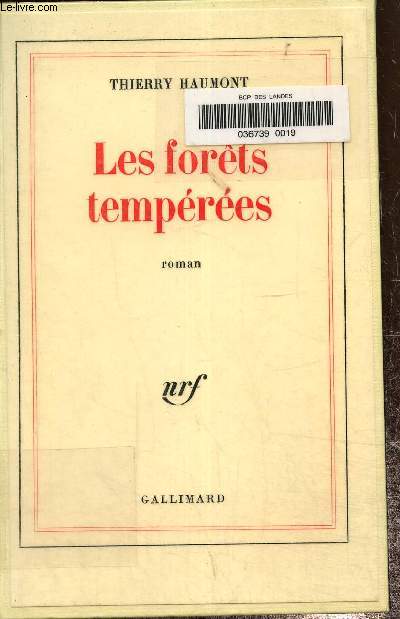 Le-livre.com
THIERRY HAUMONT
BCP DES LANDES
036739 0019
Les forêts
tempérées
roman
nrf
GALLIMARD